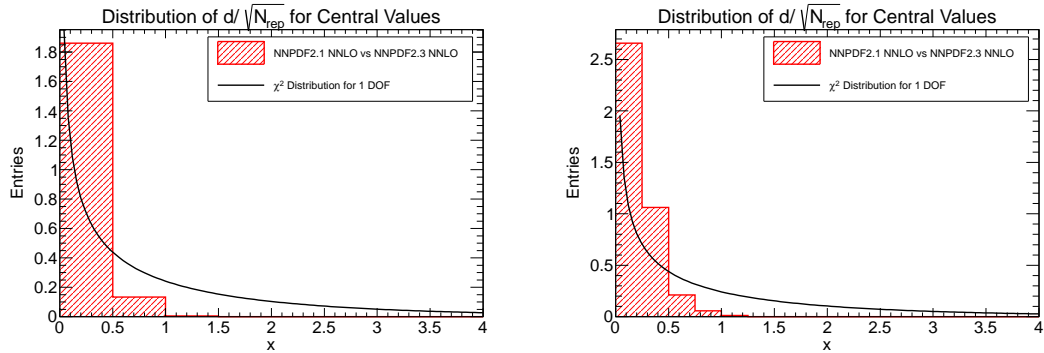 Distribution of d/ √N_rep for Central Values
NNPDF2.1 NNLO vs NNPDF2.3 NNLO
χ² Distribution for 1 DOF
Entries
1.8
1.6
1.4
1.2
1
0.8
0.6
0.4
0.2
0
0 0.5 1 1.5 2 2.5 3 3.5 4
x
Distribution of d/ √N_rep for Central Values
NNPDF2.1 NNLO vs NNPDF2.3 NNLO
χ² Distribution for 1 DOF
Entries
2.5
2
1.5
1
0.5
0
0 0.5 1 1.5 2 2.5 3 3.5 4
x